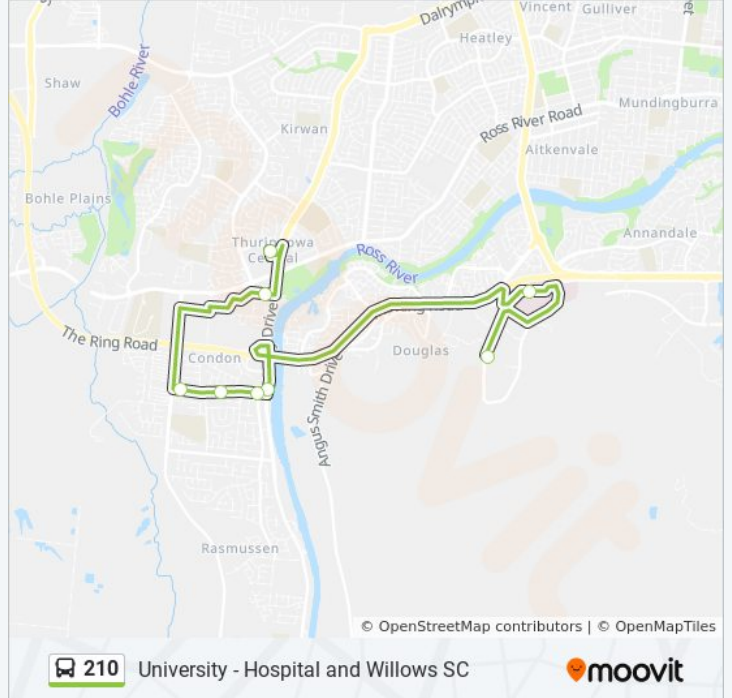 Dalrymp
Vincent
Gulliver
Heatley
Shaw
Bohle River
Mundingburra
Ross River Road
Kirwan
Aitkenvale
Bohle Plains
Annandale
Central
Ross River
Drive
The Ring Road
Condon
Douglas
Angus Smith Drive
Rasmussen
© OpenStreetMap contributors | © OpenMapTiles
210 University - Hospital and Willows SC
moovit